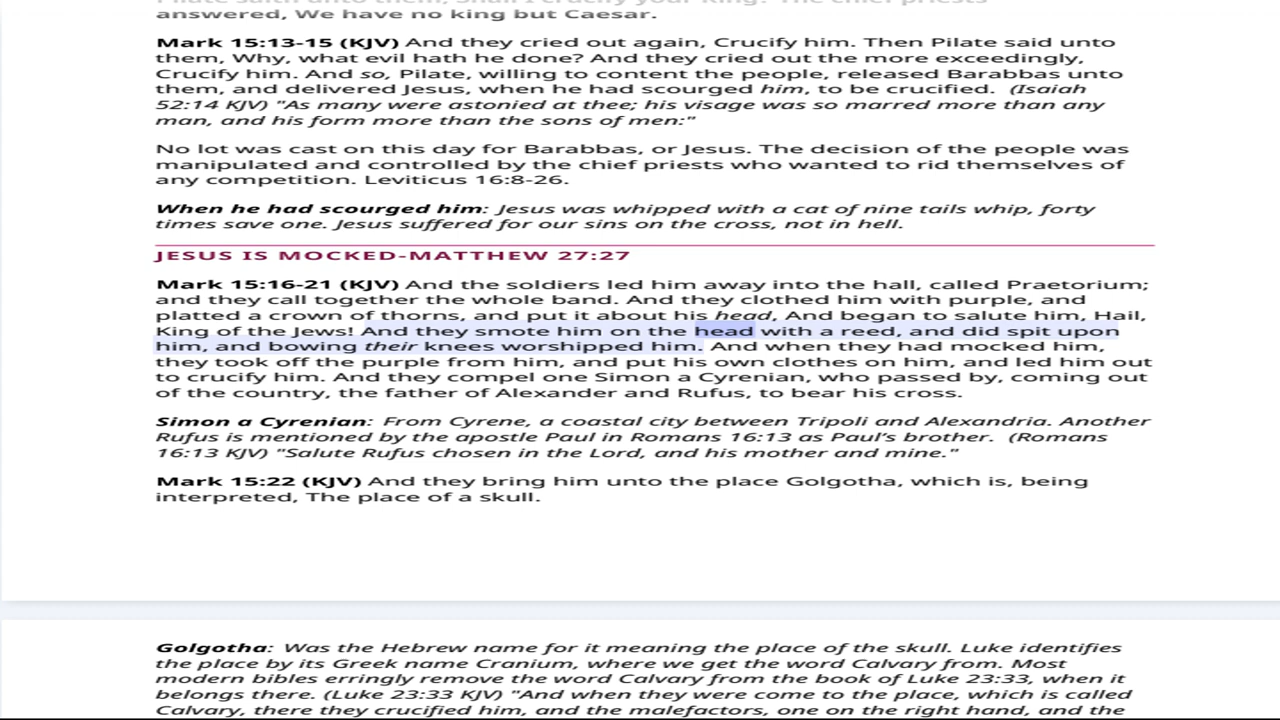 Pilate saith unto them, Shall I crucify your King? The chief priests
answered, We have no king but Caesar.
Mark 15:13-15 (KJV) And they cried out again, Crucify him. Then Pilate said unto
them, Why, what evil hath he done? And they cried out the more exceedingly,
Crucify him. And so, Pilate, willing to content the people, released Barabbas unto
them, and delivered Jesus, when he had scourged him, to be crucified. (Isaiah
52:14 KJV) "As many were astonied at thee; his visage was so marred more than any
man, and his form more than the sons of men:"
No lot was cast on this day for Barabbas, or Jesus. The decision of the people was
manipulated and controlled by the chief priests who wanted to rid themselves of
any competition. Leviticus 16:8-26.
When he had scourged him: Jesus was whipped with a cat of nine tails whip, forty
times save one. Jesus suffered for our sins on the cross, not in hell.
JESUS IS MOCKED-MATTHEW 27:27
Mark 15:16-21 (KJV) And the soldiers led him away into the hall, called Praetorium;
and they call together the whole band. And they clothed him with purple, and
platted a crown of thorns, and put it about his head, And began to salute him, Hail,
King of the Jews! And they smote him on the head with a reed, and did spit upon
him, and bowing their knees worshipped him. And when they had mocked him,
they took off the purple from him, and put his own clothes on him, and led him out
to crucify him. And they compel one Simon a Cyrenian, who passed by, coming out
of the country, the father of Alexander and Rufus, to bear his cross.
Simon a Cyrenian: From Cyrene, a coastal city between Tripoli and Alexandria. Another
Rufus is mentioned by the apostle Paul in Romans 16:13 as Paul's brother. (Romans
16:13 KJV) "Salute Rufus chosen in the Lord, and his mother and mine."
Mark 15:22 (KJV) And they bring him unto the place Golgotha, which is, being
interpreted, The place of a skull.
Golgotha: Was the Hebrew name for it meaning the place of the skull. Luke identifies
the place by its Greek name Cranium, where we get the word Calvary from. Most
modern bibles erringly remove the word Calvary from the book of Luke 23:33, when it
belongs there. (Luke 23:33 KJV) "And when they were come to the place, which is called
Calvary, there they crucified him, and the malefactors, one on the right hand, and the